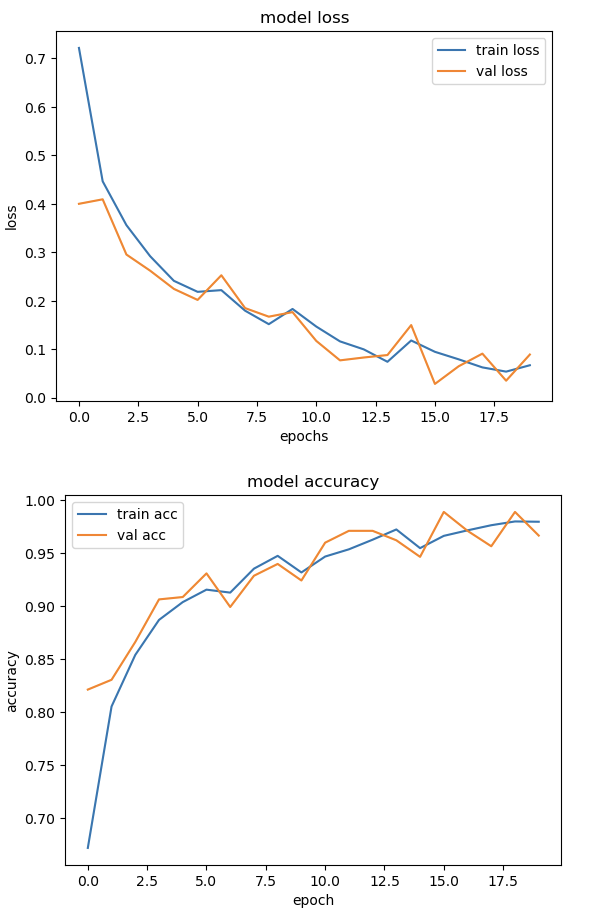 model loss
train loss
val loss
0.7
0.6
0.5
0.4
0.3
0.2
0.1
0.0
loss
0.0 2.5 5.0 7.5 10.0 12.5 15.0 17.5
epochs
model accuracy
train acc
val acc
1.00
0.95
0.90
0.85
0.80
0.75
0.70
accuracy
0.0 2.5 5.0 7.5 10.0 12.5 15.0 17.5
epoch